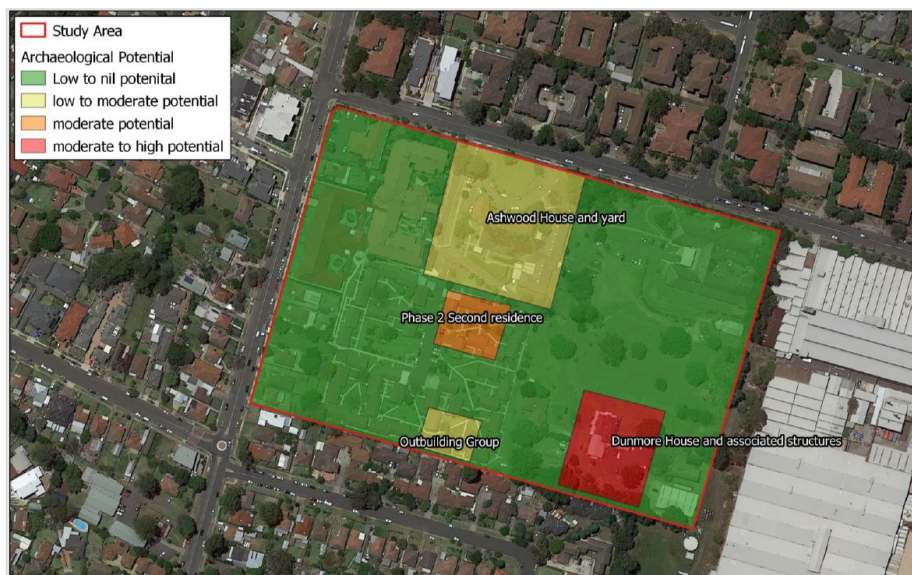 Study Area
Archaeological Potential
Low to nil potenital
low to moderate potential
moderate potential
moderate to high potential
Ashwood House and yard
Phase 2 Second residence
Outbuilding Group
Dunmore House and associated structures